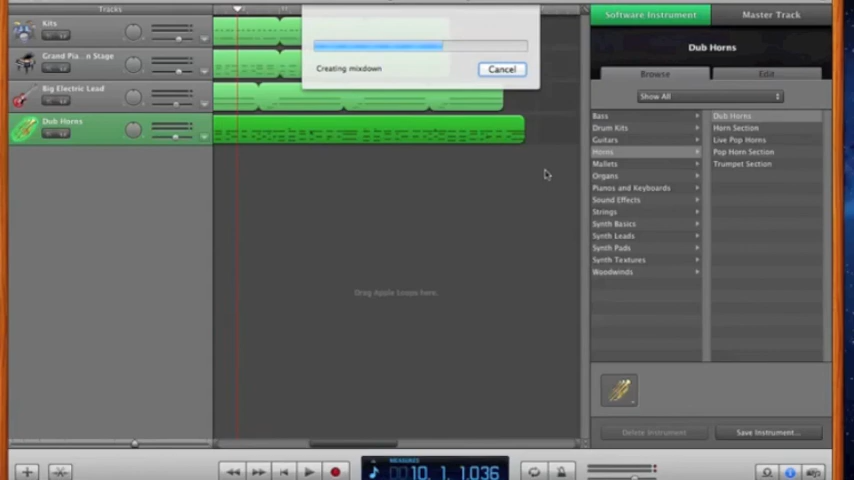 Tracks
Kits
Grand Pia...n Stage
Big Electric Lead
Dub Horns
Creating mixdown
Cancel
Drag Apple Loops here.
Software Instrument
Master Track
Dub Horns
Browse
Edit
Show All
Bass
Drum Kits
Guitars
Horns
Mallets
Organs
Pianos and Keyboards
Sound Effects
Strings
Synth Basics
Synth Leads
Synth Pads
Synth Textures
Woodwinds
Dub Horns
Horn Section
Live Pop Horns
Pop Horn Section
Trumpet Section
Delete Instrument
Save Instrument...
MEASURES
10. 1. 1.036